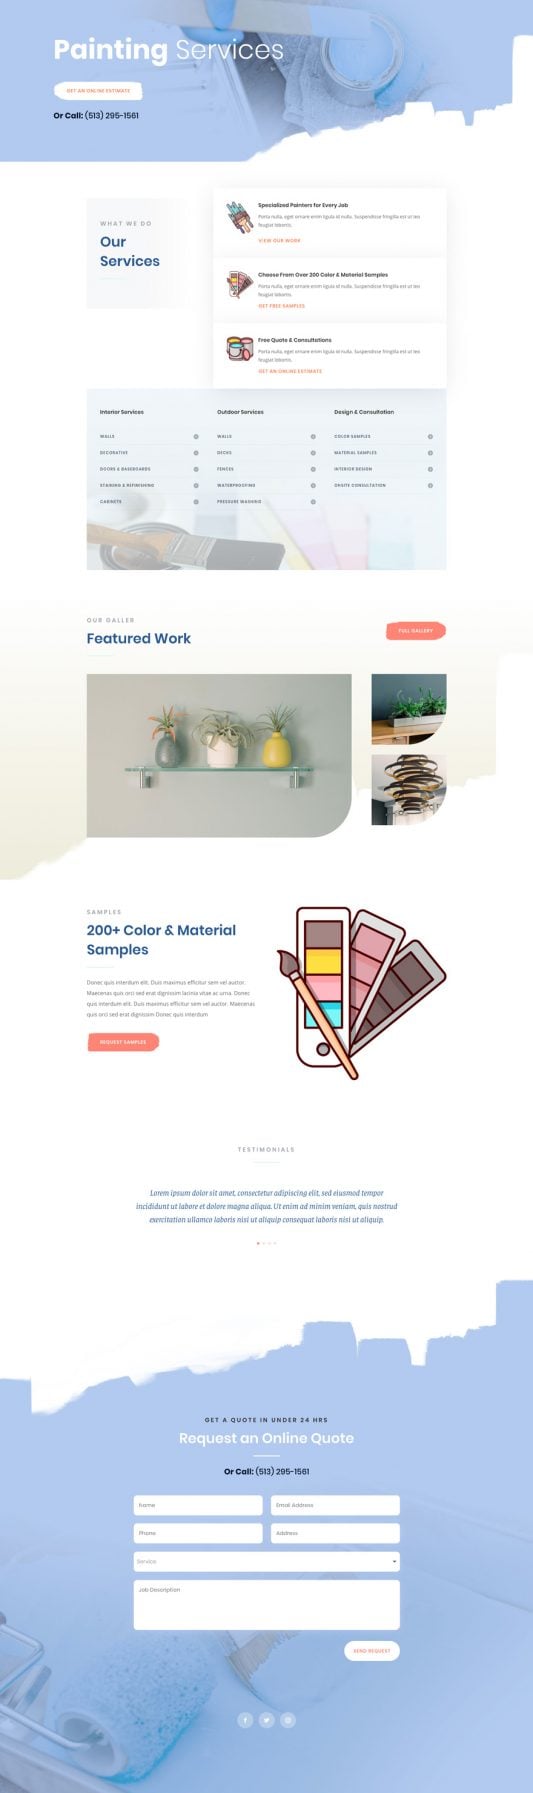 Painting Services
GET AN ONLINE ESTIMATE
Or Call: (513) 295-1561
WHAT WE DO
Our
Services
Specialized Painters for Every Job
Porta nulla, eget ornare enim ligula id nulla. Suspendisse fringilla est ut leo
feugiat lobortis.
VIEW OUR WORK
Choose From Over 200 Color & Material Samples
Porta nulla, eget ornare enim ligula id nulla. Suspendisse fringilla est ut leo
feugiat lobortis.
GET FREE SAMPLES
Free Quote & Consultations
Porta nulla, eget ornare enim ligula id nulla. Suspendisse fringilla est ut leo
feugiat lobortis.
GET AN ONLINE ESTIMATE
Interior Services
WALLS
DECORATIVE
DOORS & BASEBOARDS
STAINING & REFINISHING
CABINETS
Outdoor Services
WALLS
DECKS
FENCES
WATERPROOFING
PRESSURE WASHING
Design & Consultation
COLOR SAMPLES
MATERIAL SAMPLES
INTERIOR DESIGN
ONSITE CONSULTATION
OUR GALLER
Featured Work
FULL GALLERY
SAMPLES
200+ Color & Material
Samples
Donec quis interdum elit. Duis maximus efficitur sem vel auctor.
Maecenas quis orci sed erat dignissim lacinia vitae ac urna. Donec
quis interdum elit. Duis maximus efficitur sem vel auctor. Maecenas
quis orci sed erat dignissim Donec quis interdum
REQUEST SAMPLES
TESTIMONIALS
Lorem ipsum dolor sit amet, consectetur adipiscing elit, sed eiusmod tempor
incididunt ut labore et dolore magna aliqua. Ut enim ad minim veniam, quis nostrud
exercitation ullamco laboris nisi ut aliquip consequat laboris nisi ut aliquip.
GET A QUOTE IN UNDER 24 HRS
Request an Online Quote
Or Call: (513) 295-1561
Name
Email Address
Phone
Address
Service
Job Description
SEND REQUEST